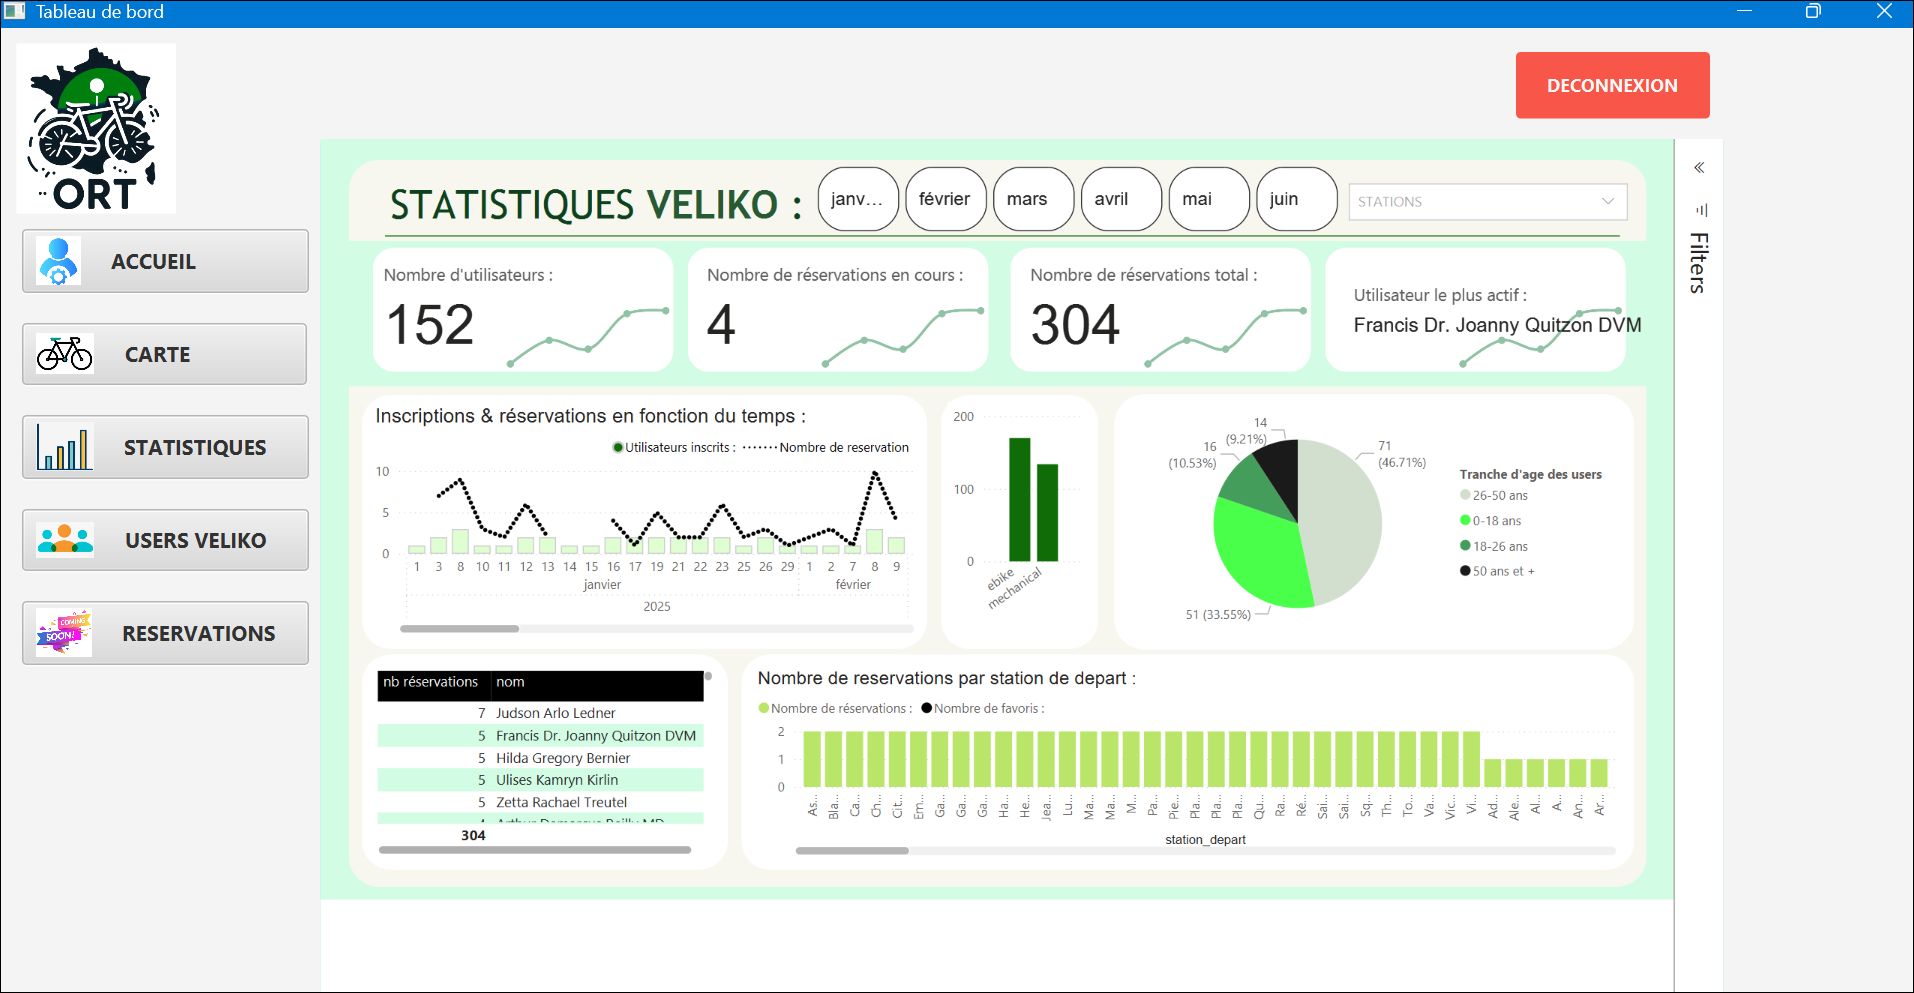 Tableau de bord
ORT
DECONNEXION
ACCUEIL
CARTE
STATISTIQUES
USERS VELIKO
COMING
SOON!
RESERVATIONS
STATISTIQUES VELIKO :
janv...
février
mars
avril
mai
juin
STATIONS
Filters
Nombre d'utilisateurs :
152
Nombre de réservations en cours :
4
Nombre de réservations total :
304
Utilisateur le plus actif :
Francis Dr. Joanny Quitzon DVM
Inscriptions & réservations en fonction du temps :
Utilisateurs inscrits : Nombre de reservation
10
5
0
1 3 8 10 11 12 13 14 15 16 17 19 21 22 23 25 26 29 1 2 7 8 9
janvier février
2025
200
100
0
ebike
mechanical
14
(9.21%)
16
(10.53%)
71
(46.71%)
51 (33.55%)
Tranche d'age des users
26-50 ans
0-18 ans
18-26 ans
50 ans et +
nb réservations nom
7 Judson Arlo Ledner
5 Francis Dr. Joanny Quitzon DVM
5 Hilda Gregory Bernier
5 Ulises Kamryn Kirlin
5 Zetta Rachael Treutel
304
Nombre de reservations par station de depart :
Nombre de réservations : Nombre de favoris :
2
1
0
As... Bla... Ca... Ch... Cit... Em... Ga... Ga... Ga... Ha... He... Jea... Lu... Ma... Ma... M... Pa... Pie... Pla... Pla... Pla... Qu... Ra... Ré... Sai... Sai... Sq... Th... To... Va... Vic... Vi... Ad... Ale... Al... A... An... Ar...
station_depart